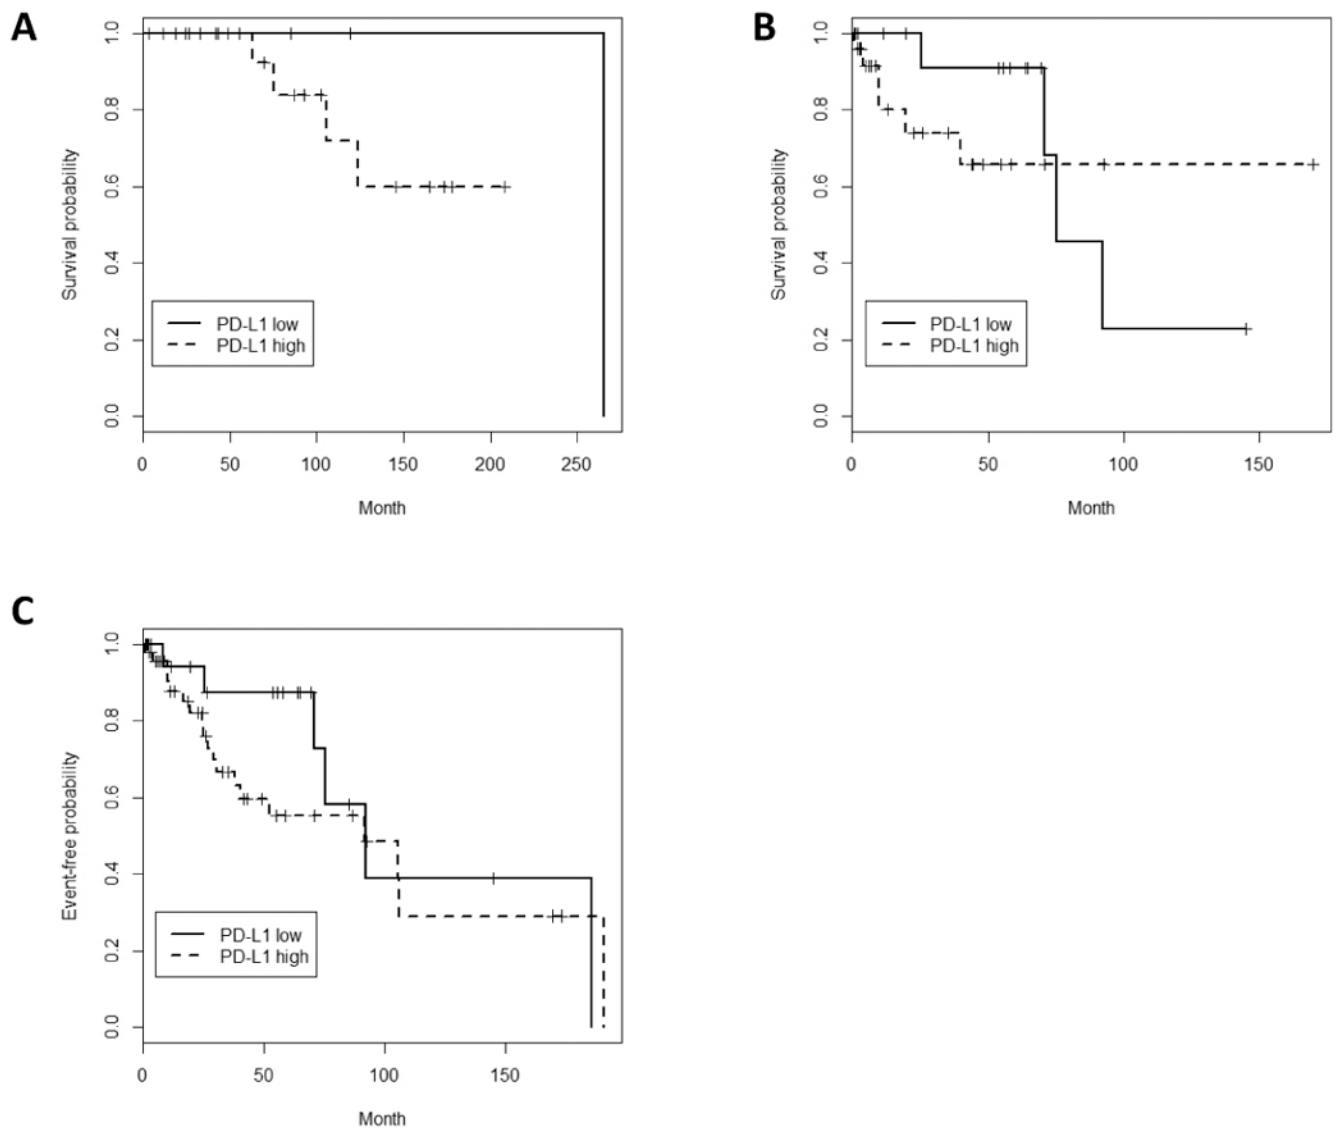 A
Survival probability
1.0
0.8
0.6
0.4
0.2
0.0
PD-L1 low
PD-L1 high
0 50 100 150 200 250
Month
B
Survival probability
1.0
0.8
0.6
0.4
0.2
0.0
PD-L1 low
PD-L1 high
0 50 100 150
Month
C
Event-free probability
1.0
0.8
0.6
0.4
0.2
0.0
PD-L1 low
PD-L1 high
0 50 100 150
Month